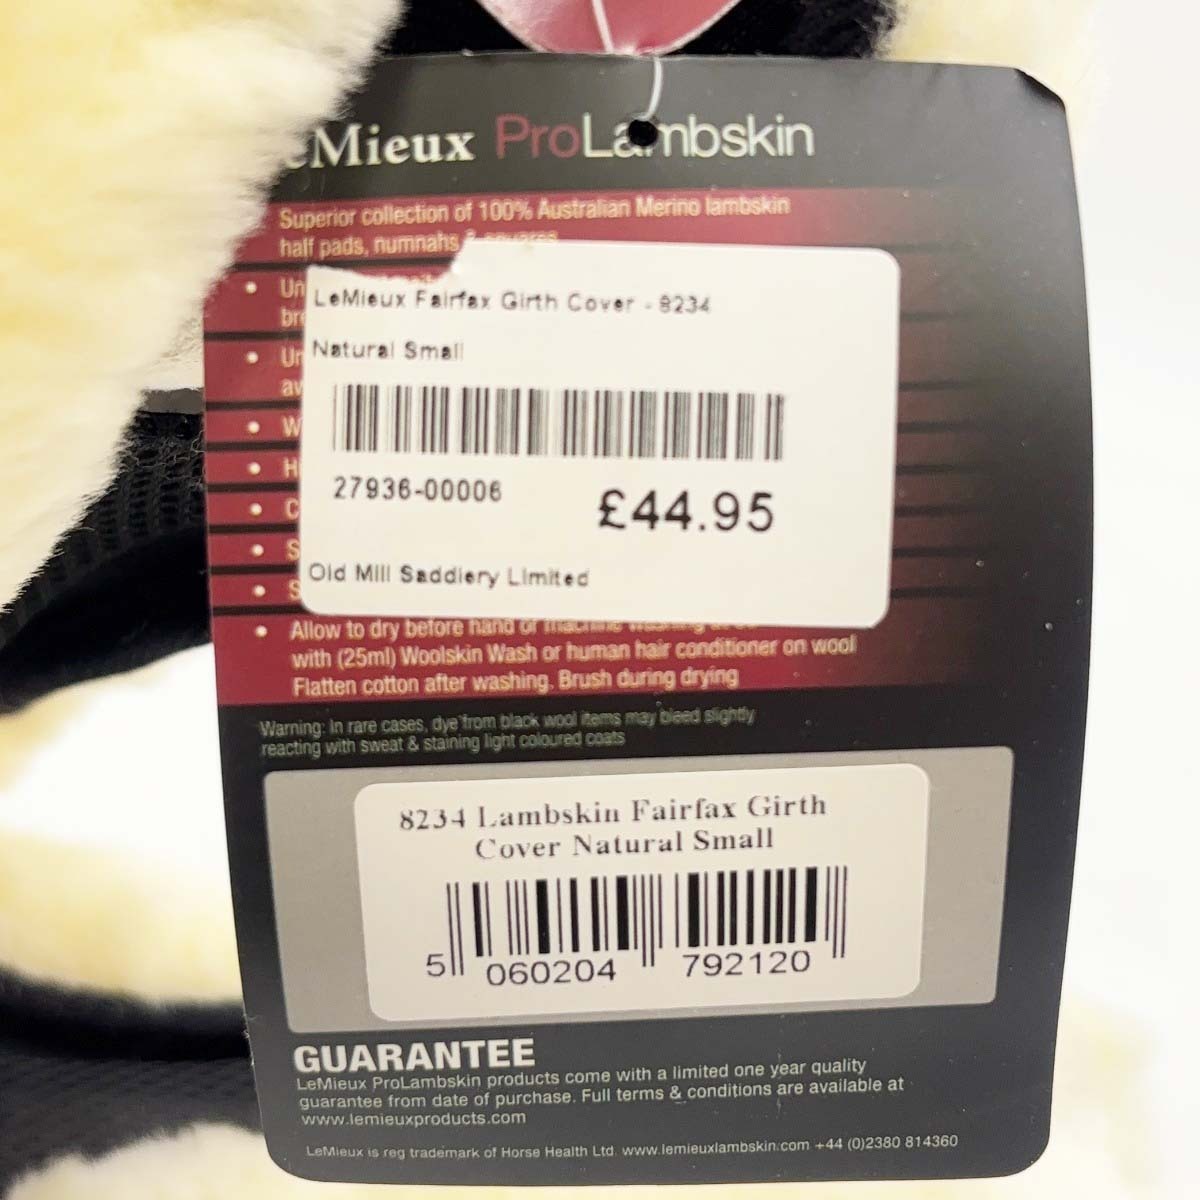 eMieux ProLambskin
Superior collection of 100% Australian Merino lambskin
half pads, numnahs & squares
• Un
bre
• Un
av
• W
• H
• C
• S
• S
LeMieux Fairfax Girth Cover - 8234
Natural Small
27936-00006
£44.95
Old Mill Saddlery Limited
• Allow to dry before hand or machine washing
with (25ml) Woolskin Wash or human hair conditioner on wool
Flatten cotton after washing. Brush during drying
Warning: In rare cases, dye from black wool items may bleed slightly
reacting with sweat & staining light coloured coats
8234 Lambskin Fairfax Girth
Cover Natural Small
5 060204 792120
GUARANTEE
LeMieux ProLambskin products come with a limited one year quality
guarantee from date of purchase. Full terms & conditions are available at
www.lemieuxproducts.com
LeMieux is reg trademark of Horse Health Ltd www.lemieuxlambskin.com +44 (0)2380 814360